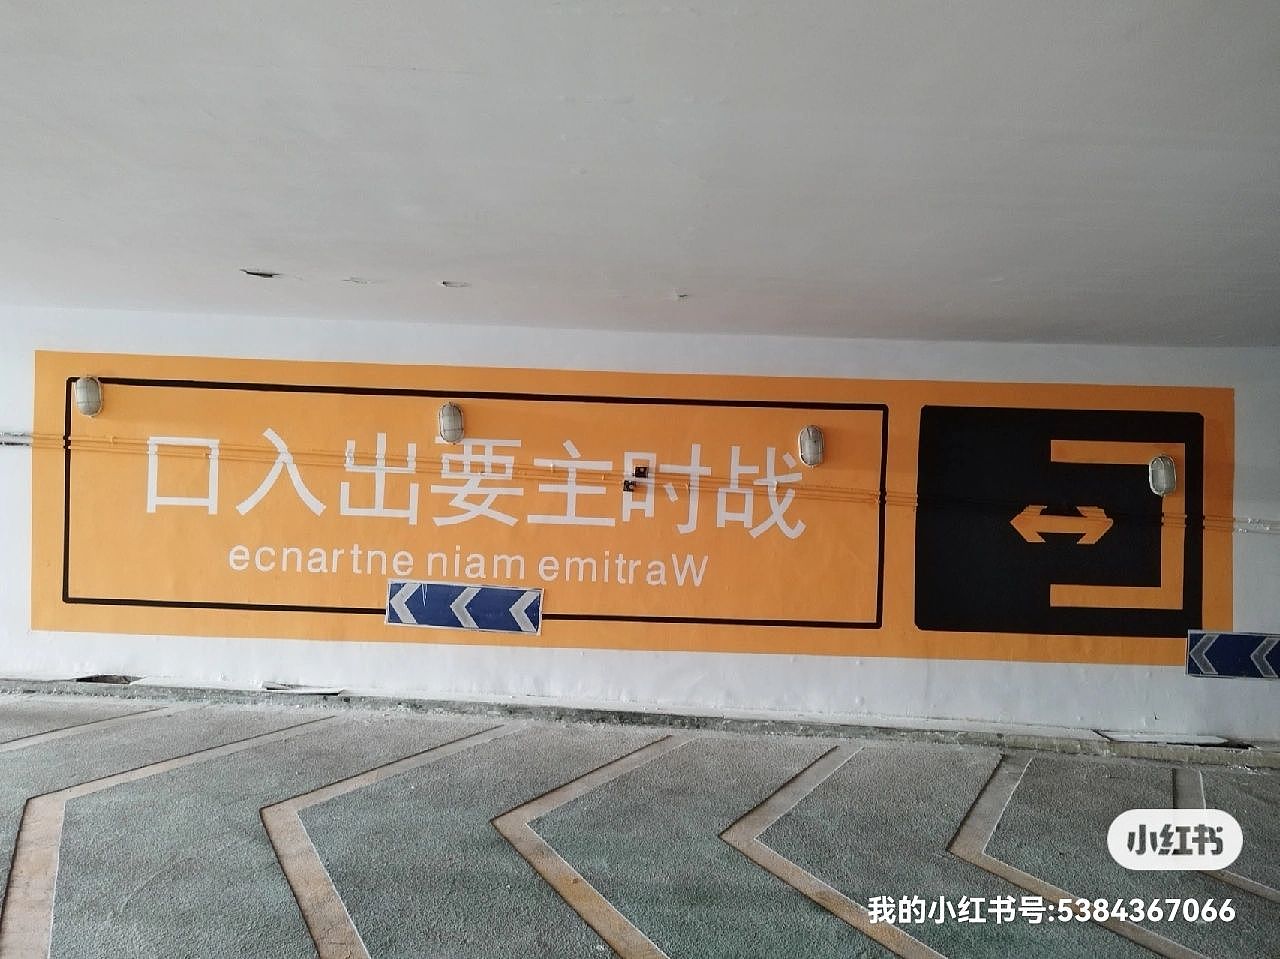 口入出要主时战
ecnartne niam emitraW
小红书
我的小红书号:5384367066